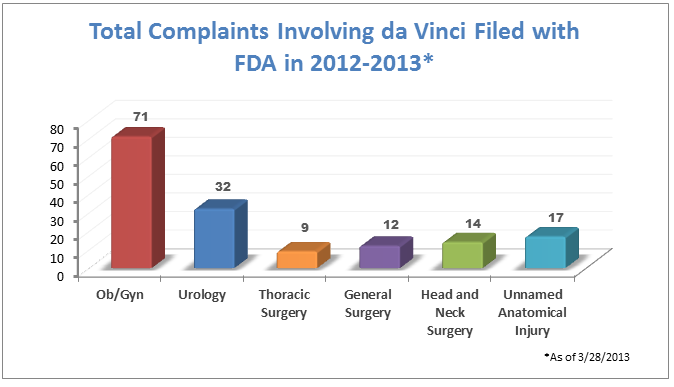 Total Complaints Involving da Vinci Filed with
FDA in 2012-2013*
80
70
60
50
40
30
20
10
0
71
32
9
12
14
17
Ob/Gyn
Urology
Thoracic
Surgery
General
Surgery
Head and
Neck
Surgery
Unnamed
Anatomical
Injury
*As of 3/28/2013